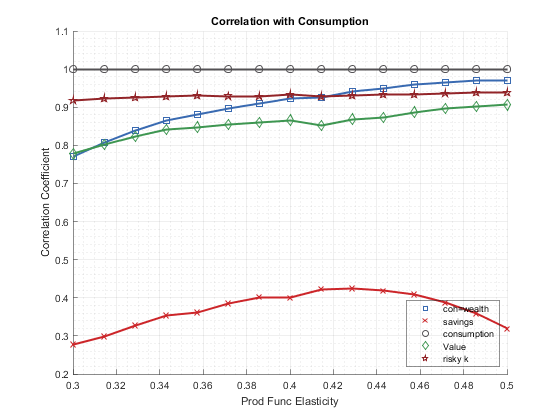 Correlation with Consumption
1.1
1
0.9
0.8
0.7
0.6
0.5
0.4
0.3
0.2
Correlation Coefficient
0.3 0.32 0.34 0.36 0.38 0.4 0.42 0.44 0.46 0.48 0.5
Prod Func Elasticity
coh=wealth
savings
consumption
Value
risky k